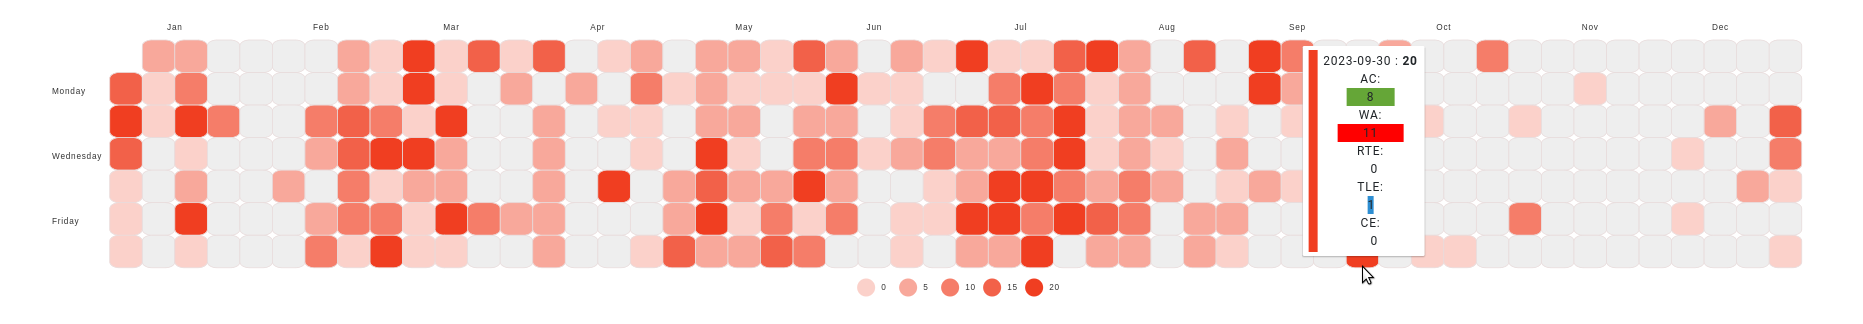 Jan Feb Mar Apr May Jun Jul Aug Sep Oct Nov Dec
2023-09-30 : 20
AC:
Monday
8
WA:
11
Wednesday
RTE:
0
TLE:
1
Friday
CE:
0
0 5 10 15 20